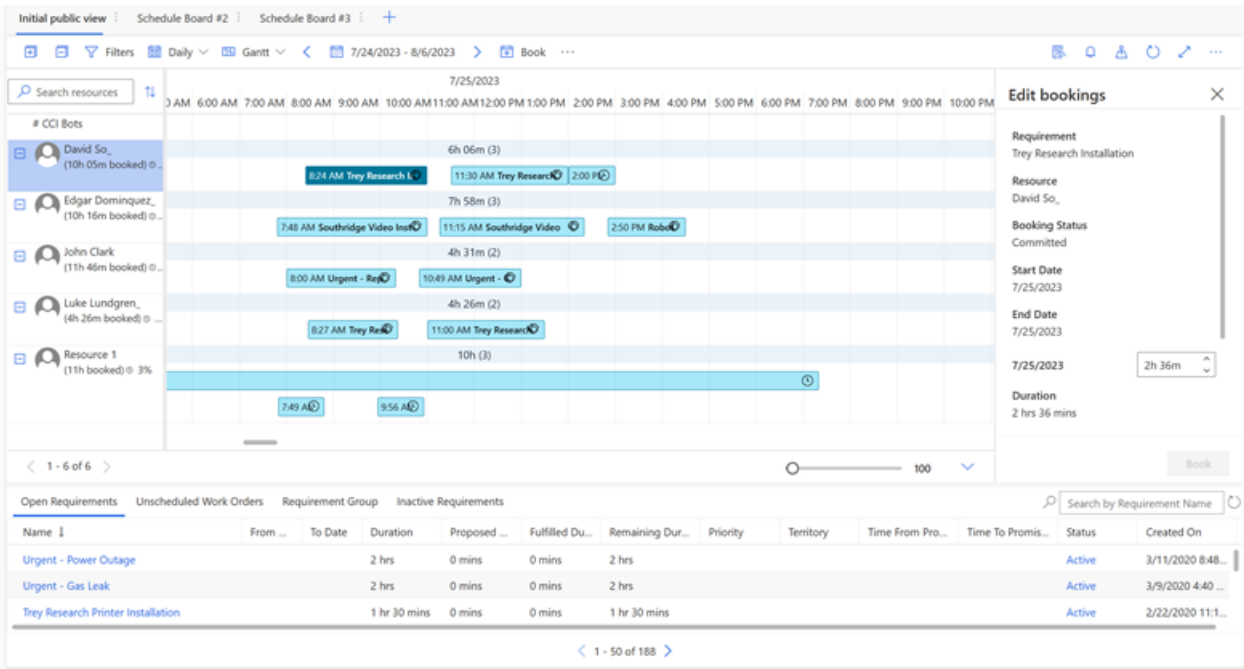 Initial public view Schedule Board #2 Schedule Board #3
Filters Daily Gantt 7/24/2023 - 8/6/2023 Book
7/25/2023
Search resources
AM 6:00 AM 7:00 AM 8:00 AM 9:00 AM 10:00 AM 11:00 AM 12:00 PM 1:00 PM 2:00 PM 3:00 PM 4:00 PM 5:00 PM 6:00 PM 7:00 PM 8:00 PM 9:00 PM 10:00 PM
# CCI Bots
David So_
(10h 05m booked)
6h 06m (3)
8:24 AM Trey Research 11:30 AM Trey Research 2:00 P
Edgar Dominquez_
(10h 16m booked)
7h 58m (3)
7:48 AM Southridge Video Inst 11:15 AM Southridge Video 2:50 PM Robo
John Clark
(11h 46m booked)
4h 31m (2)
8:00 AM Urgent - Rep 10:49 AM Urgent -
Luke Lundgren_
(4h 26m booked) ...
4h 26m (2)
8:27 AM Trey Res 11:00 AM Trey Research
Resource 1
(11h booked) 3%
10h (3)
7:49 A 9:56 A
1 - 6 of 6
100
Edit bookings
Requirement
Trey Research Installation
Resource
David So_
Booking Status
Committed
Start Date
7/25/2023
End Date
7/25/2023
7/25/2023 2h 36m
Duration
2 hrs 36 mins
Book
Open Requirements Unscheduled Work Orders Requirement Group Inactive Requirements Search by Requirement Name
Name From ... To Date Duration Proposed ... Fulfilled Du... Remaining Dur... Priority Territory Time From Pro... Time To Promis... Status Created On
Urgent - Power Outage 2 hrs 0 mins 0 mins 2 hrs Active 3/11/2020 8:48...
Urgent - Gas Leak 2 hrs 0 mins 0 mins 2 hrs Active 3/9/2020 4:40 ...
Trey Research Printer Installation 1 hr 30 mins 0 mins 0 mins 1 hr 30 mins Active 2/22/2020 11:1...
1 - 50 of 188